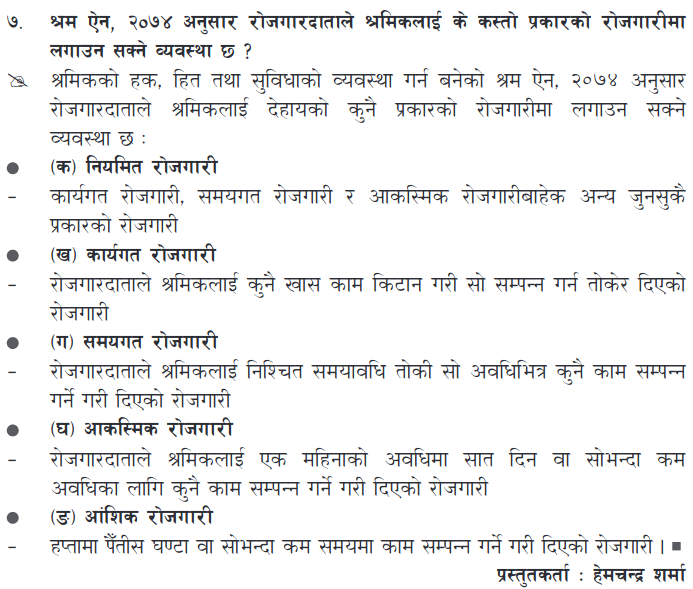 ७. श्रम ऐन, २०७४ अनुसार रोजगारदाताले श्रमिकलाई के कस्तो प्रकारको रोजगारीमा
लगाउन सक्ने व्यवस्था छ ?
श्रमिकको हक, हित तथा सुविधाको व्यवस्था गर्न बनेको श्रम ऐन, २०७४ अनुसार
रोजगारदाताले श्रमिकलाई देहायको कुनै प्रकारको रोजगारीमा लगाउन सक्ने
व्यवस्था छ :
● (क) नियमित रोजगारी
– कार्यगत रोजगारी, समयगत रोजगारी र आकस्मिक रोजगारीबाहेक अन्य जुनसुकै
प्रकारको रोजगारी
● (ख) कार्यगत रोजगारी
– रोजगारदाताले श्रमिकलाई कुनै खास काम किटान गरी सो सम्पन्न गर्न तोकेर दिएको
रोजगारी
● (ग) समयगत रोजगारी
– रोजगारदाताले श्रमिकलाई निश्चित समयावधि तोकी सो अवधिभित्र कुनै काम सम्पन्न
गर्ने गरी दिएको रोजगारी
● (घ) आकस्मिक रोजगारी
– रोजगारदाताले श्रमिकलाई एक महिनाको अवधिमा सात दिन वा सोभन्दा कम
अवधिका लागि कुनै काम सम्पन्न गर्ने गरी दिएको रोजगारी
● (ङ) आंशिक रोजगारी
– हप्तामा पैँतीस घण्टा वा सोभन्दा कम समयमा काम सम्पन्न गर्ने गरी दिएको रोजगारी । ■
प्रस्तुतकर्ता : हेमचन्द्र शर्मा